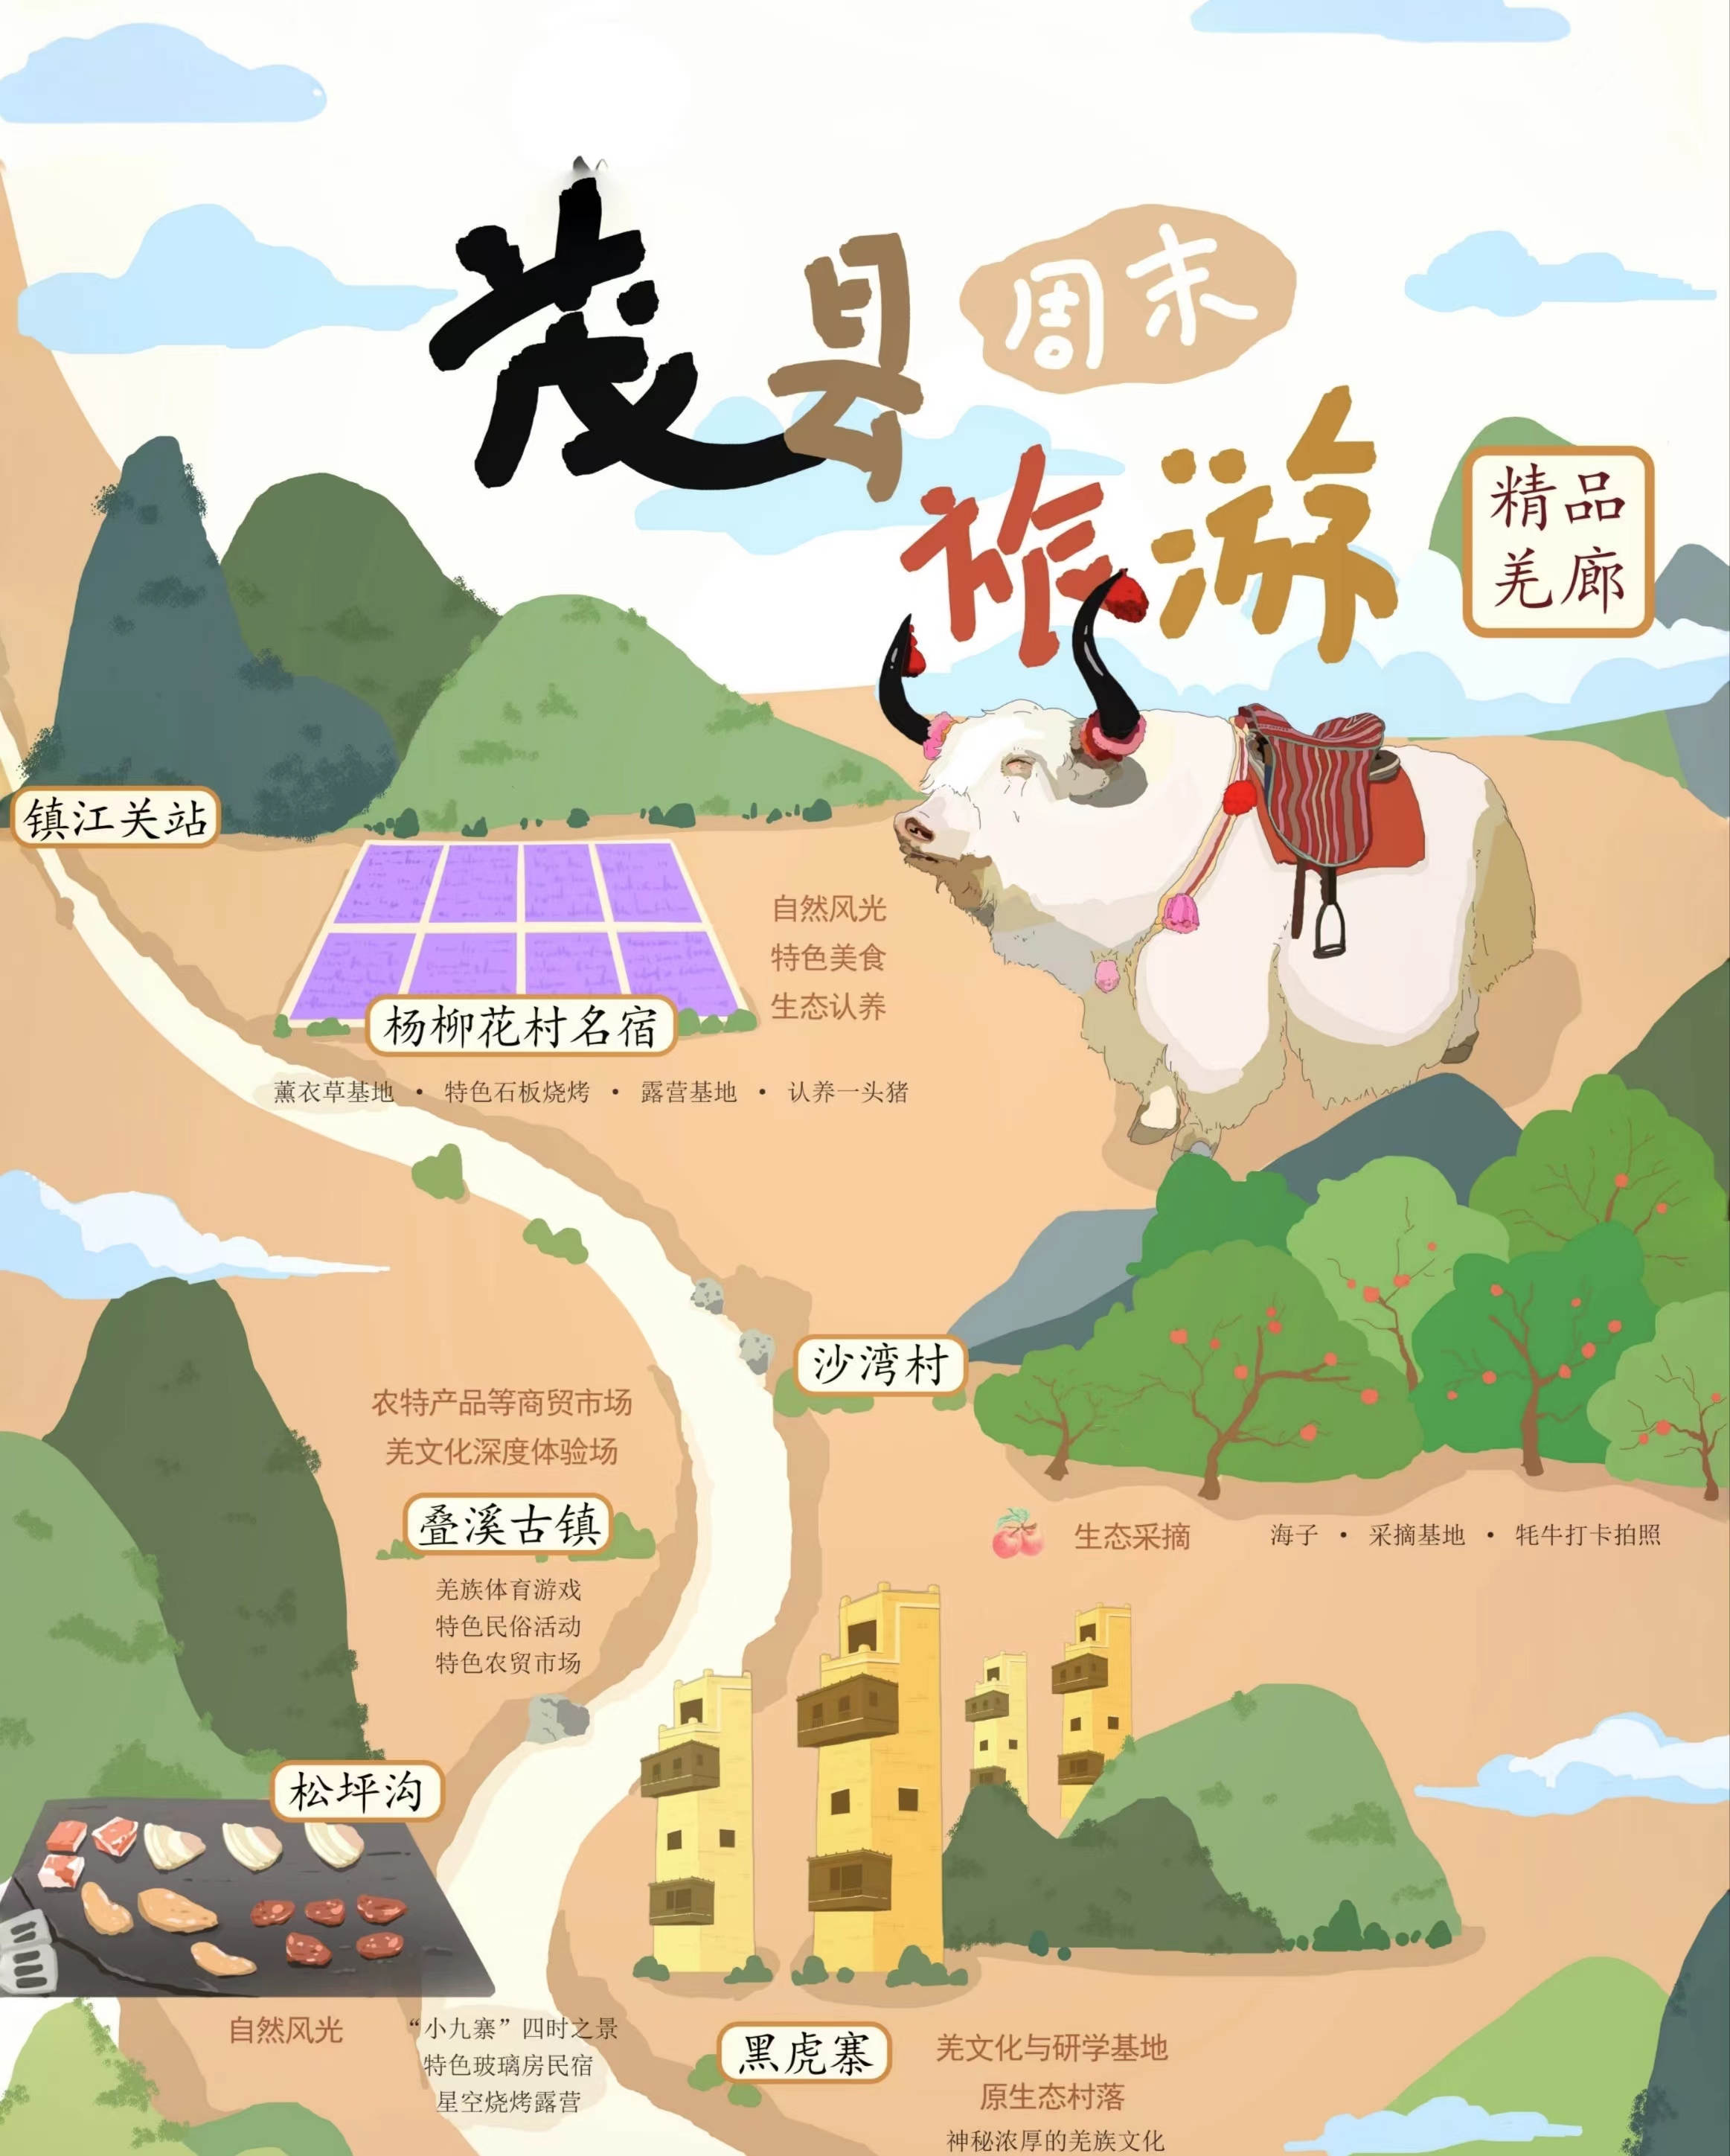 茂县
周末
旅游
精品
羌廊
镇江关站
自然风光
特色美食
生态认养
杨柳花村名宿
薰衣草基地 • 特色石板烧烤 • 露营基地 • 认养一头猪
沙湾村
生态采摘
海子 • 采摘基地 • 牦牛打卡拍照
农特产品等商贸市场
羌文化深度体验场
叠溪古镇
羌族体育游戏
特色民俗活动
特色农贸市场
松坪沟
自然风光
“小九寨”四时之景
特色玻璃房民宿
星空烧烤露营
黑虎寨
羌文化与研学基地
原生态村落
神秘浓厚的羌族文化